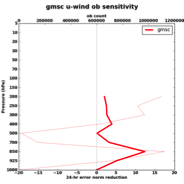 gmsc u-wind ob sensitivity
ob count
0 200000 400000 600000 800000 1000000 1200000
gmsc
Pressure (hPa)
5
10
20
30
50
70
100
150
200
250
300
400
500
700
850
925
1000
−20 −15 −10 −5 0 5 10 15 20
24-hr error norm reduction